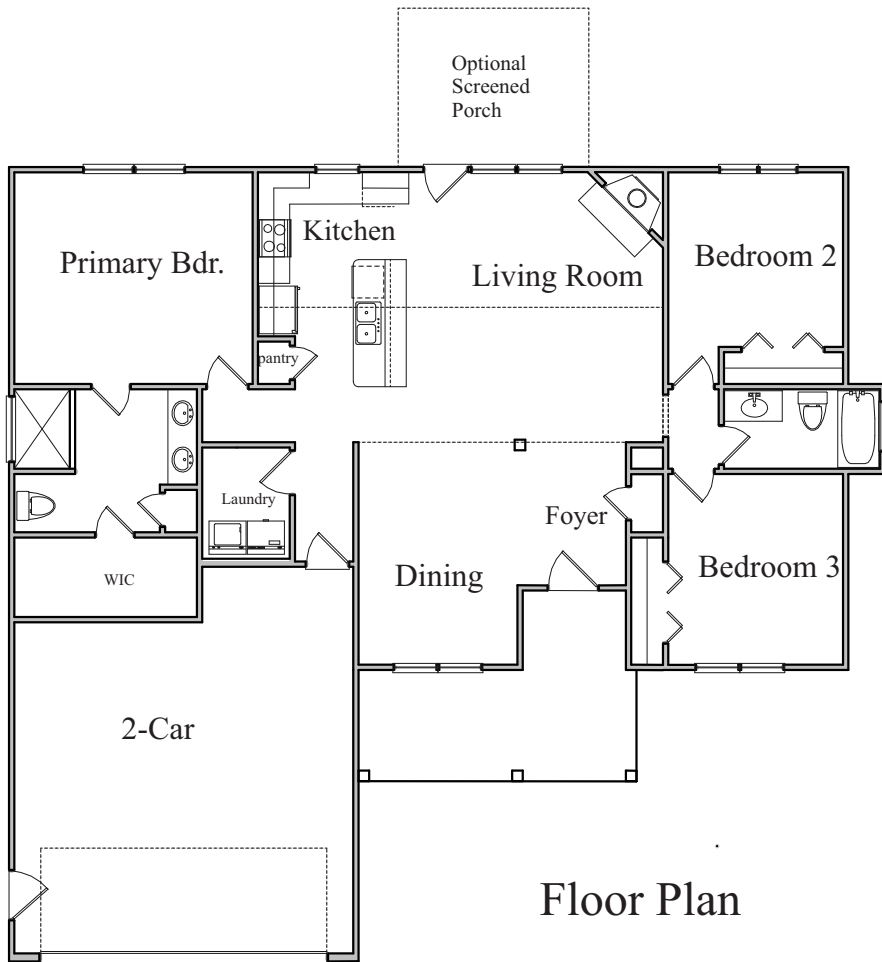 Optional
Screened
Porch
Kitchen
Primary Bdr.
Living Room
Bedroom 2
pantry
Laundry
Foyer
WIC
Dining
Bedroom 3
2-Car
Floor Plan